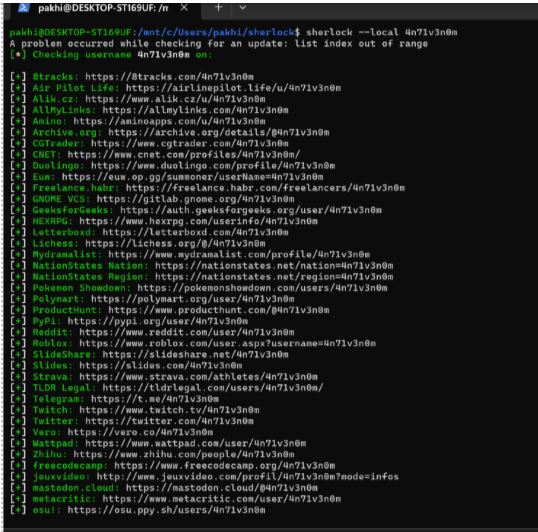 pakhi@DESKTOP-ST169UF: /m
pakhi@DESKTOP-ST169UF:/mnt/c/Users/pakhi/sherlock$ sherlock --local 4n71v3n0m
A problem occurred while checking for an update: list index out of range
[*] Checking username 4n71v3n0m on:
[+] 8tracks: https://8tracks.com/4n71v3n0m
[+] Air Pilot Life: https://airlinepilot.life/u/4n71v3n0m
[+] Alik.cz: https://www.alik.cz/u/4n71v3n0m
[+] AllMyLinks: https://allmylinks.com/4n71v3n0m
[+] Amino: https://aminoapps.com/u/4n71v3n0m
[+] Archive.org: https://archive.org/details/@4n71v3n0m
[+] CGTrader: https://www.cgtrader.com/4n71v3n0m
[+] CNET: https://www.cnet.com/profiles/4n71v3n0m/
[+] Duolingo: https://www.duolingo.com/profile/4n71v3n0m
[+] Euw: https://euw.op.gg/summoner/userName=4n71v3n0m
[+] Freelance.habr: https://freelance.habr.com/freelancers/4n71v3n0m
[+] GNOME VCS: https://gitlab.gnome.org/4n71v3n0m
[+] GeeksforGeeks: https://auth.geeksforgeeks.org/user/4n71v3n0m
[+] HEXRPG: https://www.hexrpg.com/userinfo/4n71v3n0m
[+] Letterboxd: https://letterboxd.com/4n71v3n0m
[+] Lichess: https://lichess.org/@/4n71v3n0m
[+] Mydramalist: https://www.mydramalist.com/profile/4n71v3n0m
[+] NationStates Nation: https://nationstates.net/nation=4n71v3n0m
[+] NationStates Region: https://nationstates.net/region=4n71v3n0m
[+] Pokemon Showdown: https://pokemonshowdown.com/users/4n71v3n0m
[+] Polymart: https://polymart.org/user/4n71v3n0m
[+] ProductHunt: https://www.producthunt.com/@4n71v3n0m
[+] PyPi: https://pypi.org/user/4n71v3n0m
[+] Reddit: https://www.reddit.com/user/4n71v3n0m
[+] Roblox: https://www.roblox.com/user.aspx?username=4n71v3n0m
[+] SlideShare: https://slideshare.net/4n71v3n0m
[+] Slides: https://slides.com/4n71v3n0m
[+] Strava: https://www.strava.com/athletes/4n71v3n0m
[+] TLDR Legal: https://tldrlegal.com/users/4n71v3n0m/
[+] Telegram: https://t.me/4n71v3n0m
[+] Twitch: https://www.twitch.tv/4n71v3n0m
[+] Twitter: https://twitter.com/4n71v3n0m
[+] Vero: https://vero.co/4n71v3n0m
[+] Wattpad: https://www.wattpad.com/user/4n71v3n0m
[+] Zhihu: https://www.zhihu.com/people/4n71v3n0m
[+] freecodecamp: https://www.freecodecamp.org/4n71v3n0m
[+] jeuxvideo: http://www.jeuxvideo.com/profil/4n71v3n0m?mode=infos
[+] mastodon.cloud: https://mastodon.cloud/@4n71v3n0m
[+] metacritic: https://www.metacritic.com/user/4n71v3n0m
[+] osu!: https://osu.ppy.sh/users/4n71v3n0m